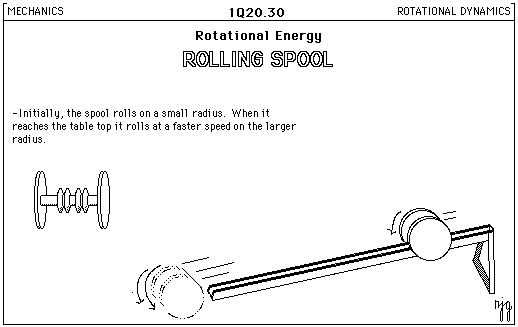 MECHANICS
1Q20.30
ROTATIONAL DYNAMICS
Rotational Energy
ROLLING SPOOL
-Initially, the spool rolls on a small radius. When it
reaches the table top it rolls at a faster speed on the larger
radius.
njg